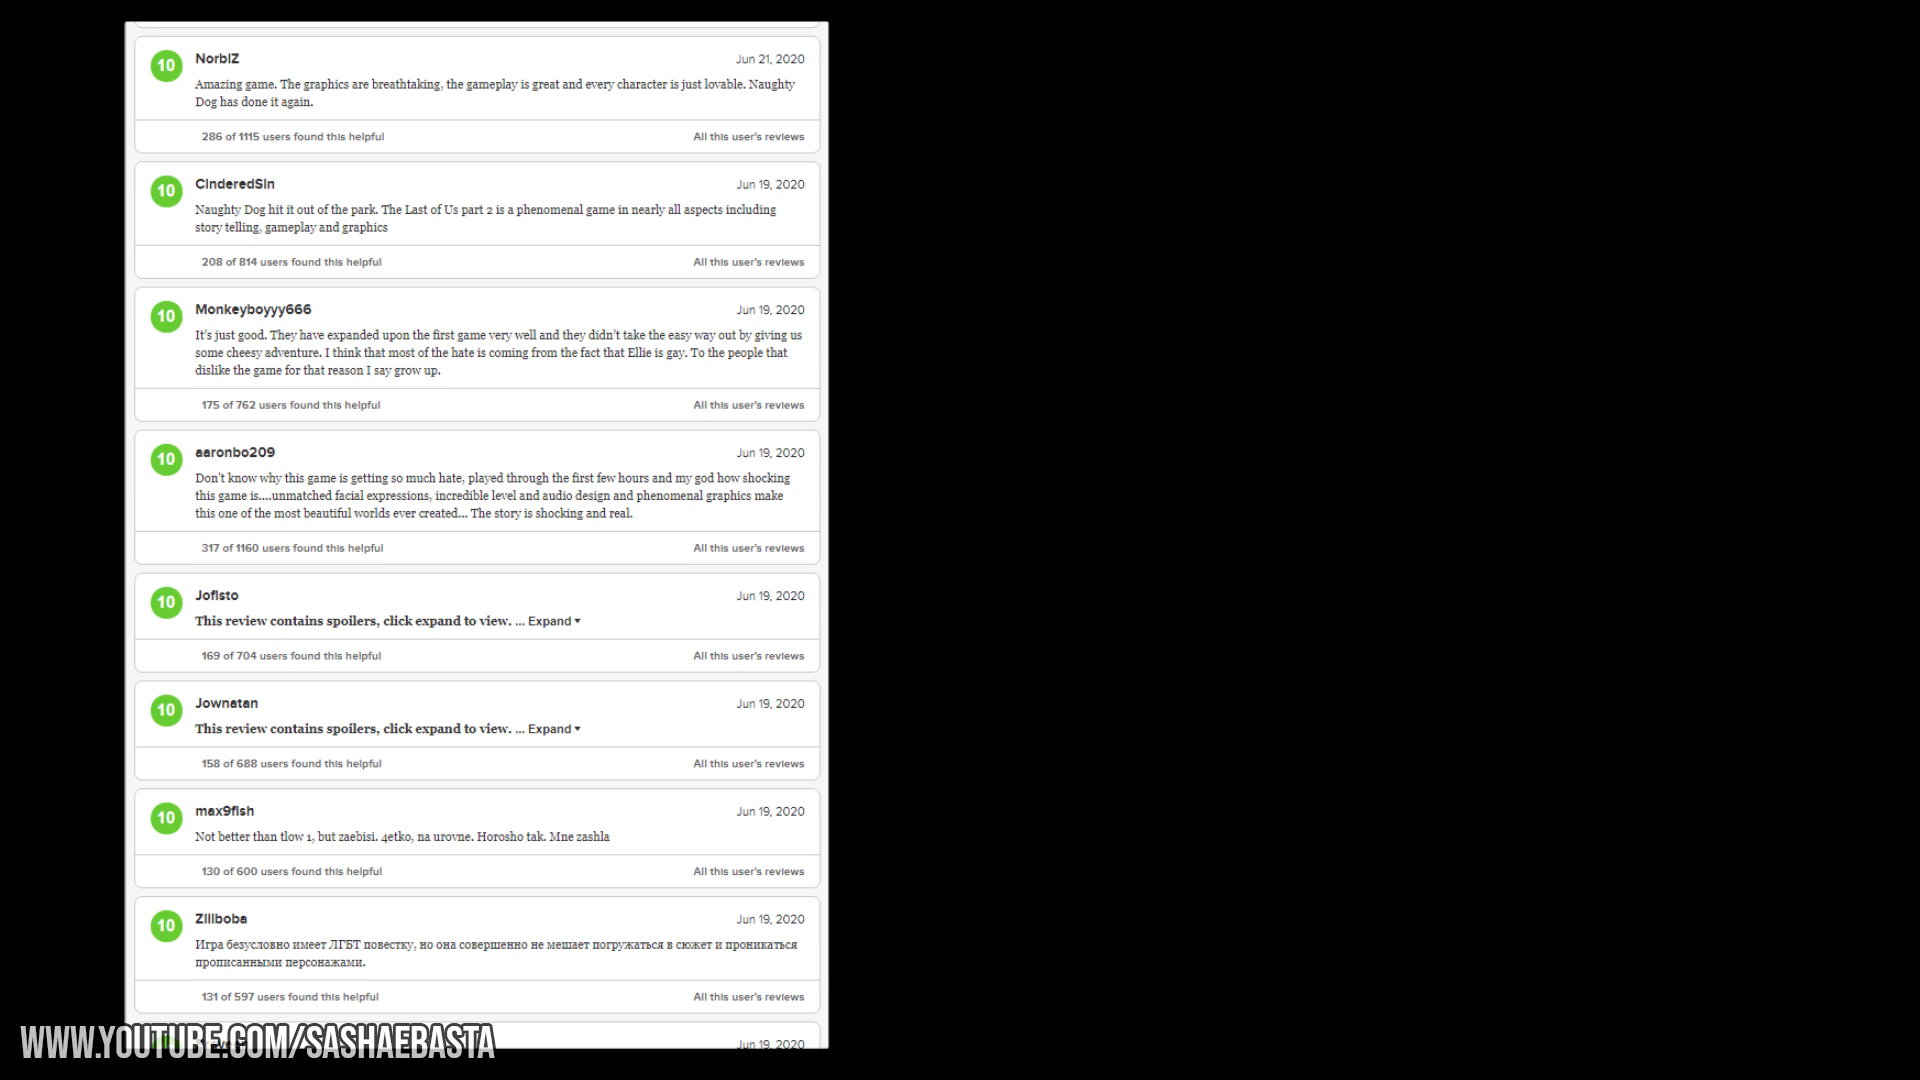 10
NorbIZ
Jun 21, 2020
Amazing game. The graphics are breathtaking, the gameplay is great and every character is just lovable. Naughty
Dog has done it again.
286 of 1115 users found this helpful
All this user's reviews
10
CInderedSIn
Jun 19, 2020
Naughty Dog hit it out of the park. The Last of Us part 2 is a phenomenal game in nearly all aspects including
story telling, gameplay and graphics
208 of 814 users found this helpful
All this user's reviews
10
Monkeyboyyy666
Jun 19, 2020
It's just good. They have expanded upon the first game very well and they didn't take the easy way out by giving us
some cheesy adventure. I think that most of the hate is coming from the fact that Ellie is gay. To the people that
dislike the game for that reason I say grow up.
175 of 762 users found this helpful
All this user's reviews
10
aaronbo209
Jun 19, 2020
Don't know why this game is getting so much hate, played through the first few hours and my god how shocking
this game is....unmatched facial expressions, incredible level and audio design and phenomenal graphics make
this one of the most beautiful worlds ever created... The story is shocking and real.
317 of 1160 users found this helpful
All this user's reviews
10
Jofisto
Jun 19, 2020
This review contains spoilers, click expand to view. ... Expand
169 of 704 users found this helpful
All this user's reviews
10
Jownatan
Jun 19, 2020
This review contains spoilers, click expand to view. ... Expand
158 of 688 users found this helpful
All this user's reviews
10
max9fish
Jun 19, 2020
Not better than tlow 1, but zaebisi. 4etko, na urovne. Horosho tak. Mne zashla
130 of 600 users found this helpful
All this user's reviews
10
Zillboba
Jun 19, 2020
Игра безусловно имеет ЛГБТ повестку, но она совершенно не мешает погружаться в сюжет и проникаться
прописанными персонажами.
131 of 597 users found this helpful
All this user's reviews
Jun 19, 2020
WWW.YOUTUBE.COM/SASHAEBASTA